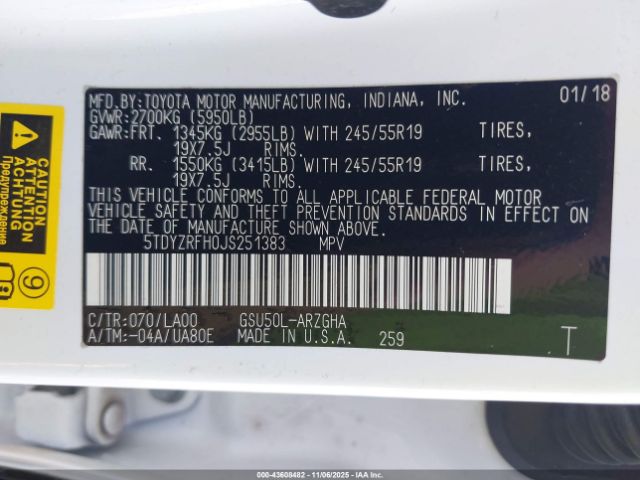 MFD.BY:TOYOTA MOTOR MANUFACTURING, INDIANA, INC. 01/18
GVWR:2700KG (5950LB)
GAWR:FRT. 1345KG (2955LB) WITH 245/55R19 TIRES,
19X7.5J RIMS.
RR. 1550KG (3415LB) WITH 245/55R19 TIRES,
19X7.5J RIMS.
THIS VEHICLE CONFORMS TO ALL APPLICABLE FEDERAL MOTOR
VEHICLE SAFETY AND THEFT PREVENTION STANDARDS IN EFFECT ON
THE DATE OF MANUFACTURE SHOWN ABOVE.
5TDYZRFH0JS251383 MPV
C/TR:070/LA00 GSU50L-ARZGHA
A/TM:-04A/UA80E MADE IN U.S.A. 259 T
CAUTION
ATTENTION
Предупреждение
9
000-43608482 - 11/06/2025 - IAAI.COM